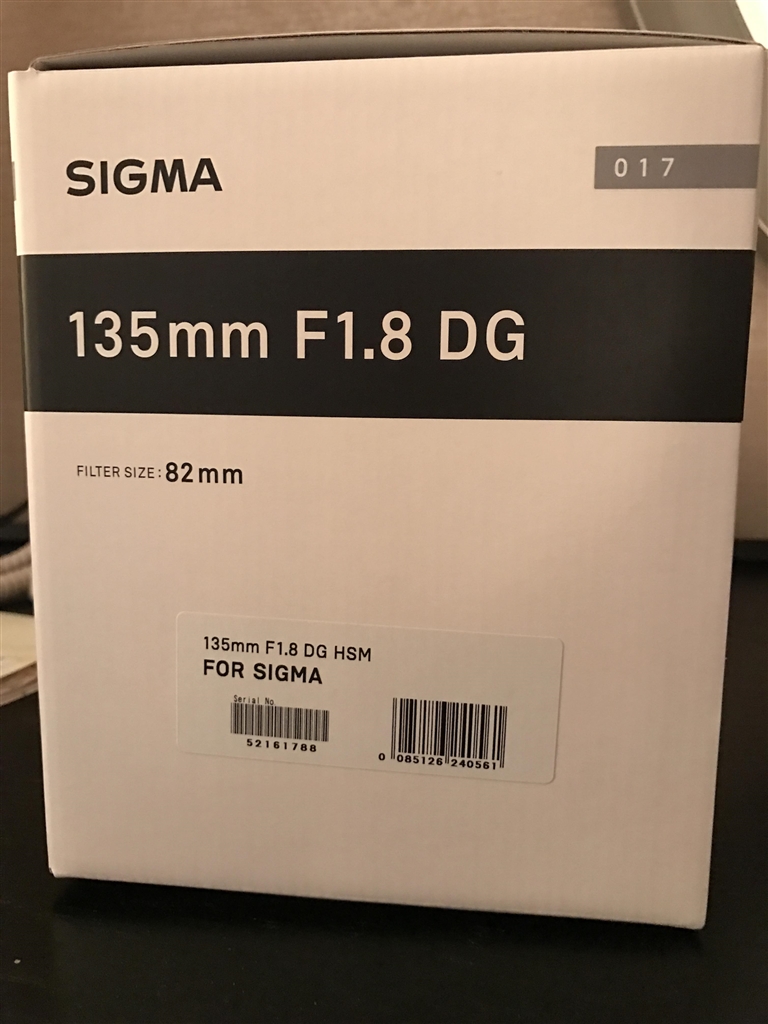 SIGMA
017
135mm F1.8 DG
FILTER SIZE: 82mm
135mm F1.8 DG HSM
FOR SIGMA
Serial No.
52161788
0 085126 240561